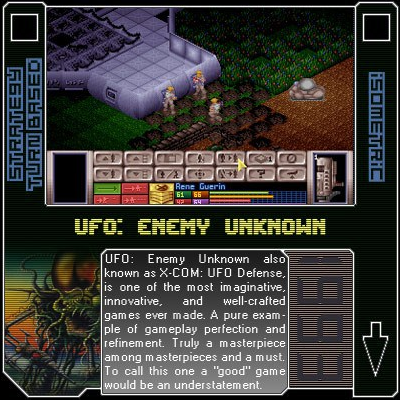 STRATEGY
TURN BASED
ISOMETRIC
Rene Guerin
UFO: ENEMY UNKNOWN
UFO: Enemy Unknown also
known as X-COM: UFO Defense,
is one of the most imaginative,
innovative, and well-crafted
games ever made. A pure exam-
ple of gameplay perfection and
refinement. Truly a masterpiece
among masterpieces and a must.
To call this one a "good" game
would be an understatement.